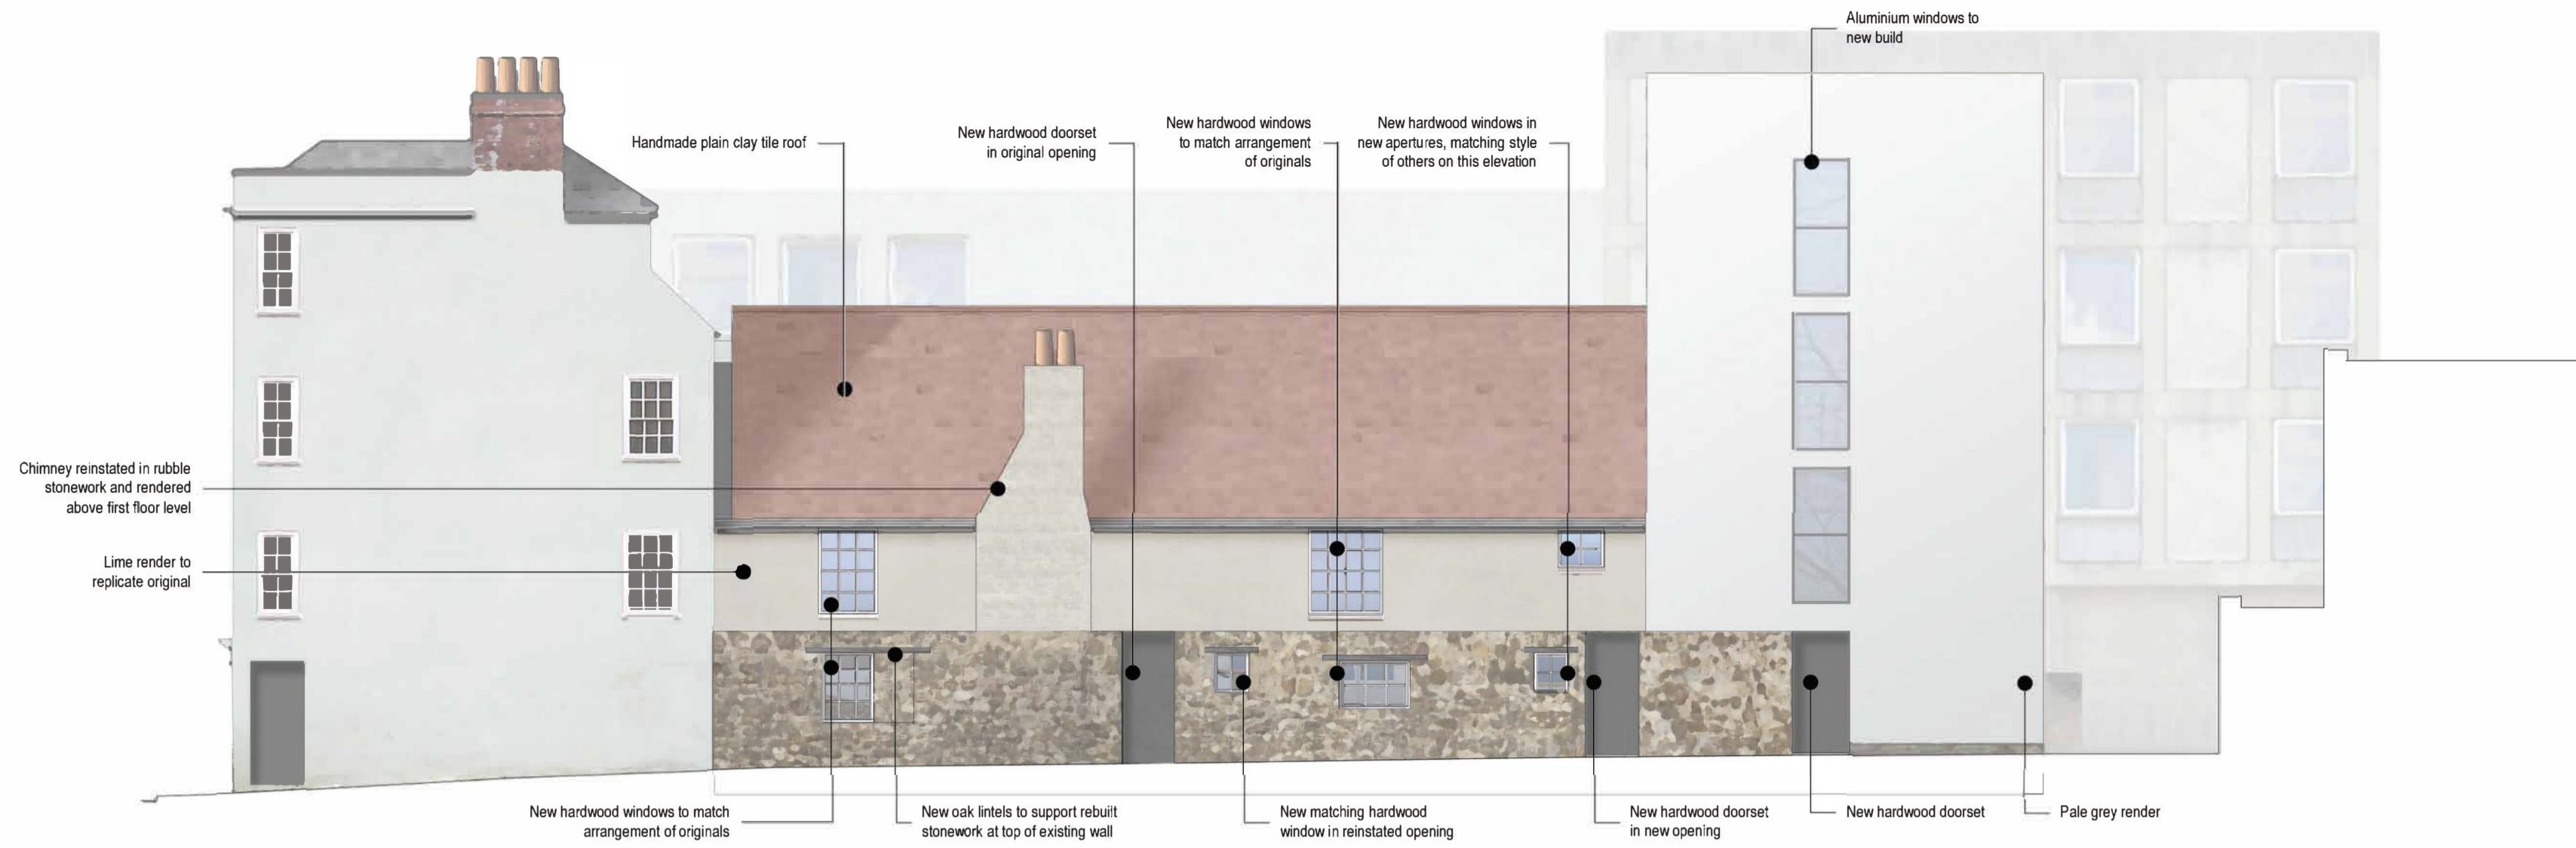 Aluminium windows to
new build
Handmade plain clay tile roof
New hardwood doorset
in original opening
New hardwood windows
to match arrangement
of originals
New hardwood windows in
new apertures, matching style
of others on this elevation
Chimney reinstated in rubble
stonework and rendered
above first floor level
Lime render to
replicate original
New hardwood windows to match
arrangement of originals
New oak lintels to support rebuilt
stonework at top of existing wall
New matching hardwood
window in reinstated opening
New hardwood doorset
in new opening
New hardwood doorset
Pale grey render